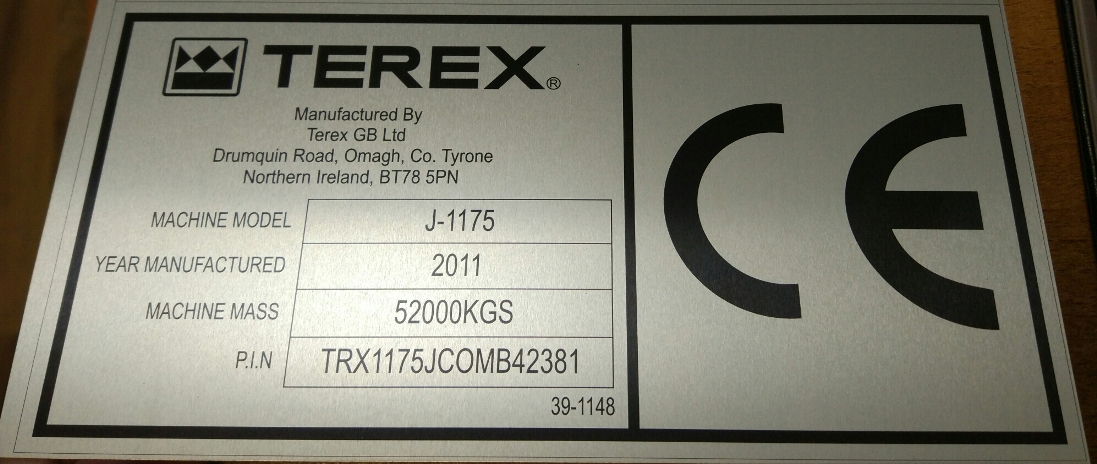 TEREX®
Manufactured By
Terex GB Ltd
Drumquin Road, Omagh, Co. Tyrone
Northern Ireland, BT78 5PN
MACHINE MODEL J-1175
YEAR MANUFACTURED 2011
MACHINE MASS 52000KGS
P.I.N TRX1175JCOMB42381
39-1148
CE